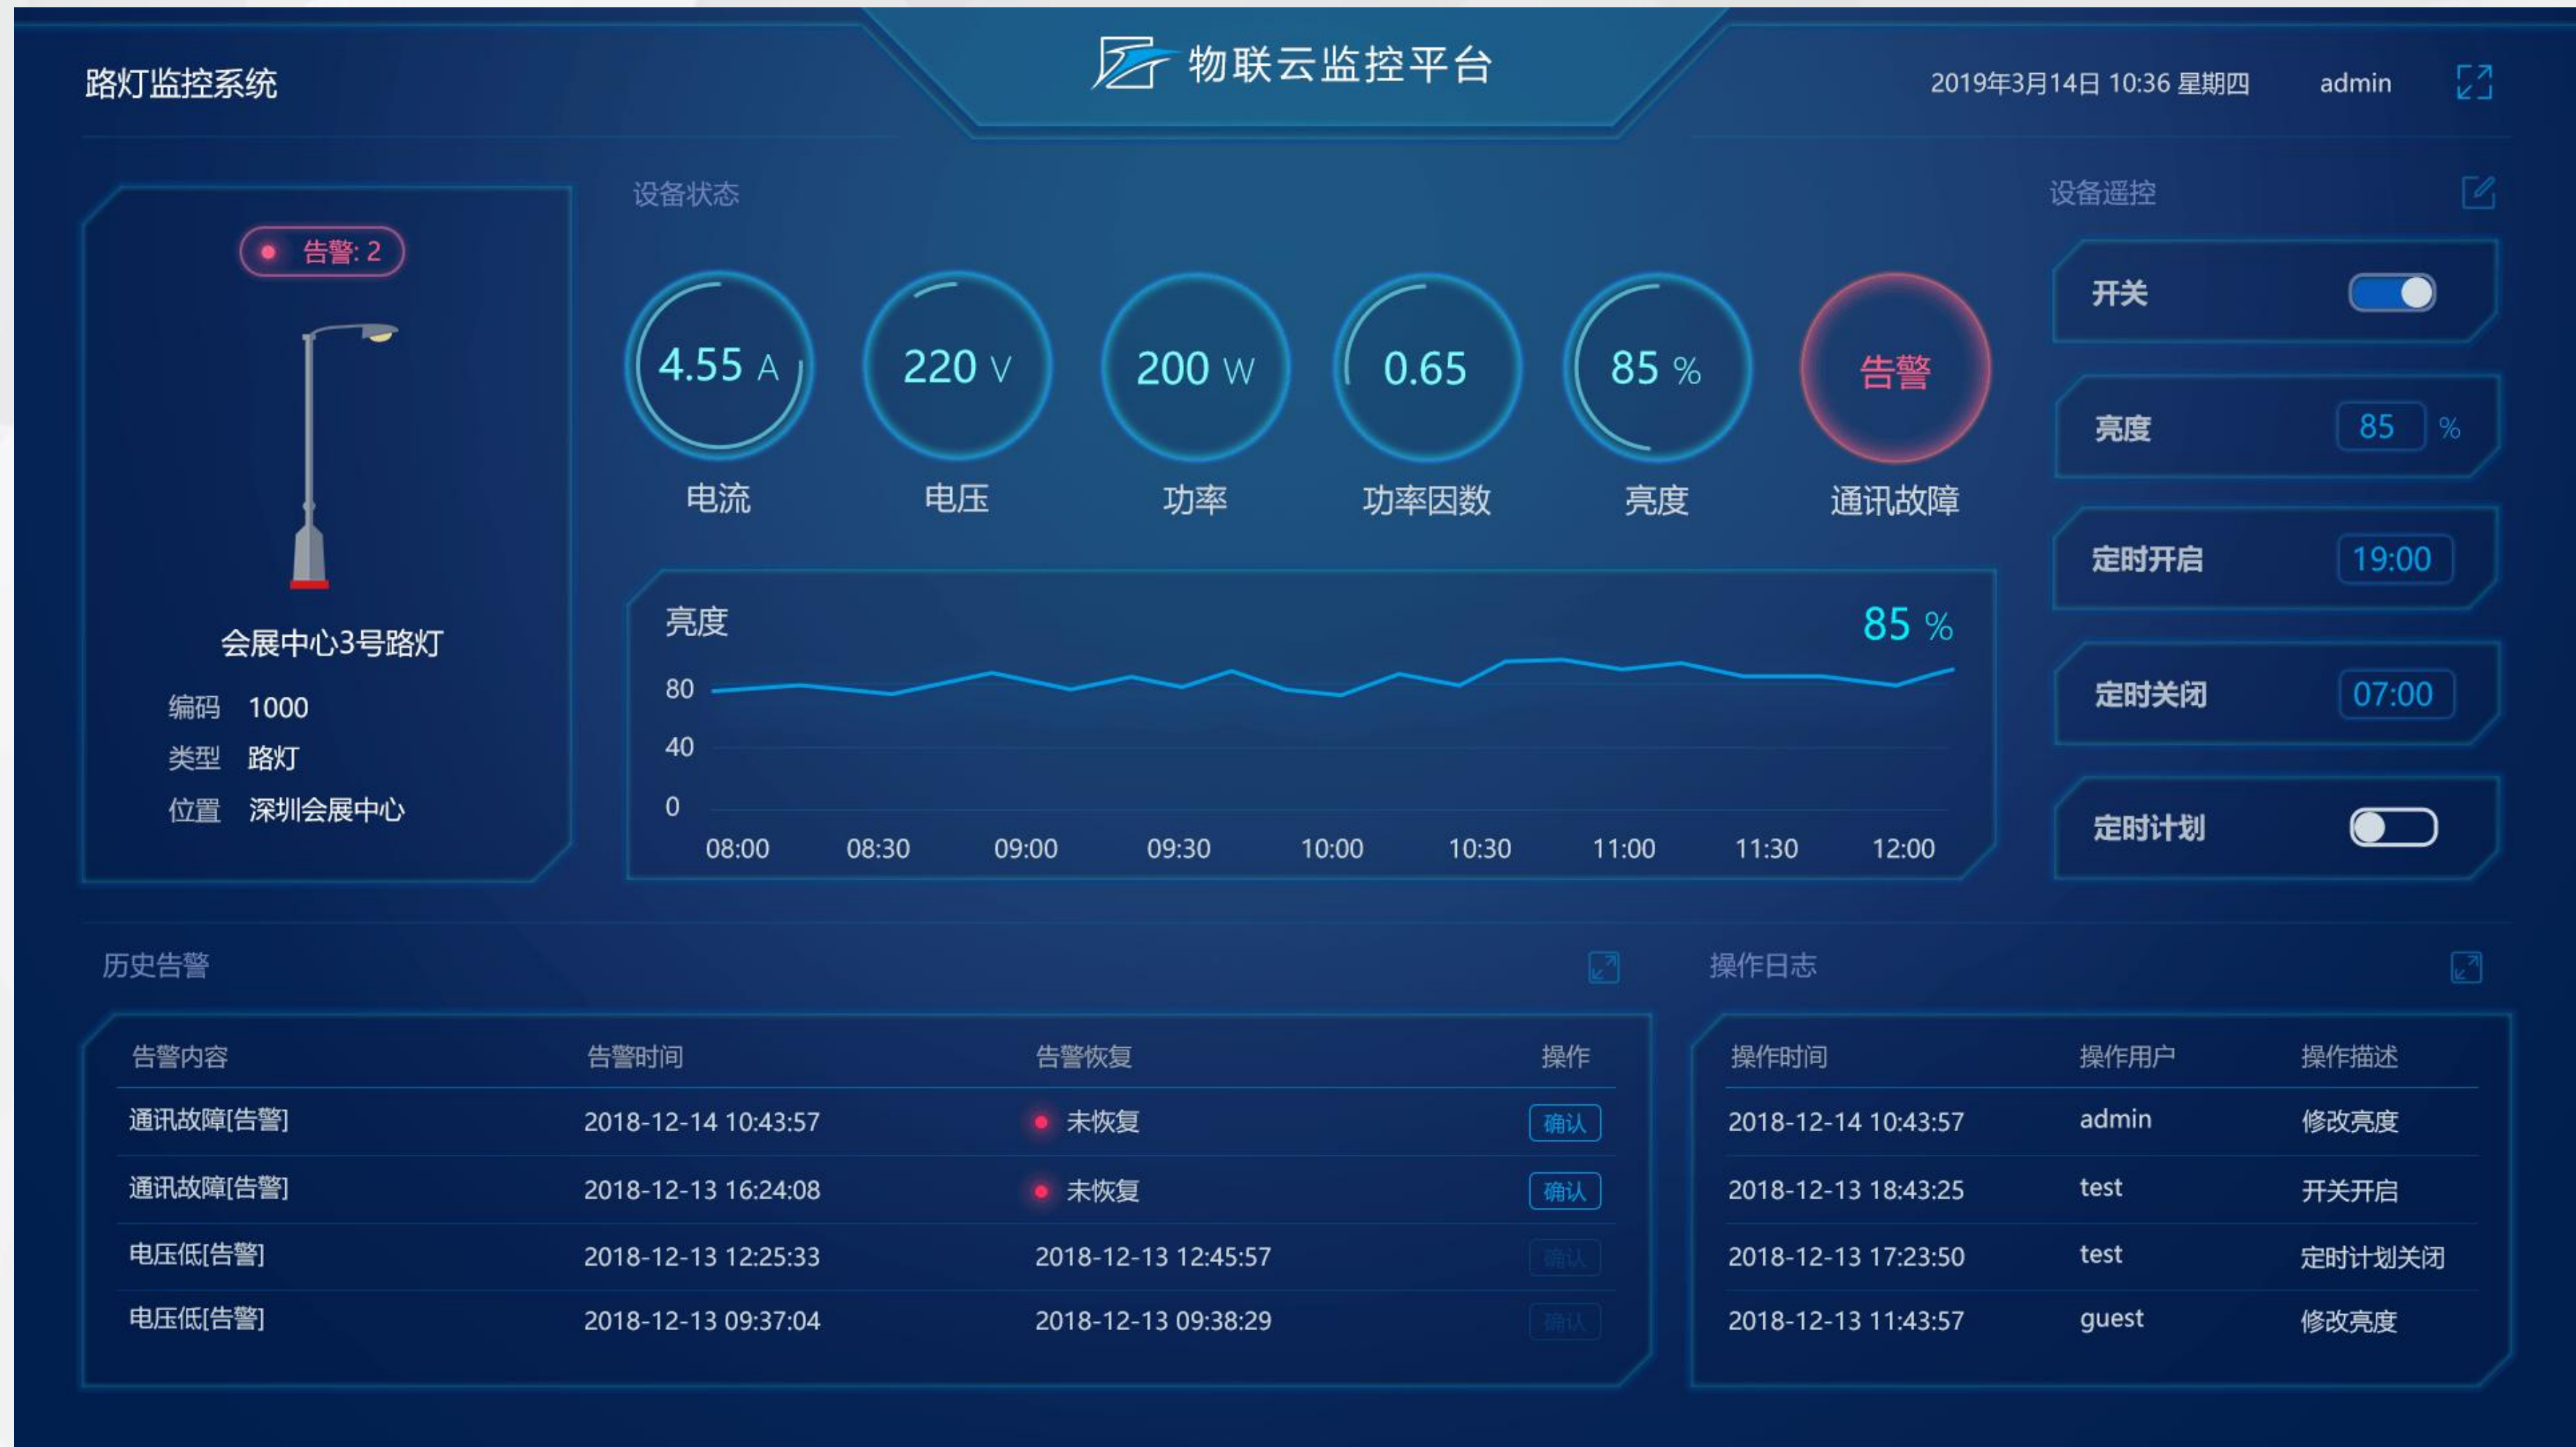 路灯监控系统
物联云监控平台
2019年3月14日 10:36 星期四 admin
告警: 2
会展中心3号路灯
编码 1000
类型 路灯
位置 深圳会展中心
设备状态
4.55 A
220 V
200 W
0.65
85 %
告警
电流
电压
功率
功率因数
亮度
通讯故障
亮度
85 %
80
40
0
08:00 08:30 09:00 09:30 10:00 10:30 11:00 11:30 12:00
设备遥控
开关
亮度 85 %
定时开启 19:00
定时关闭 07:00
定时计划
历史告警
告警内容 告警时间 告警恢复 操作
通讯故障[告警] 2018-12-14 10:43:57 未恢复 确认
通讯故障[告警] 2018-12-13 16:24:08 未恢复 确认
电压低[告警] 2018-12-13 12:25:33 2018-12-13 12:45:57 确认
电压低[告警] 2018-12-13 09:37:04 2018-12-13 09:38:29 确认
操作日志
操作时间 操作用户 操作描述
2018-12-14 10:43:57 admin 修改亮度
2018-12-13 18:43:25 test 开关开启
2018-12-13 17:23:50 test 定时计划关闭
2018-12-13 11:43:57 guest 修改亮度